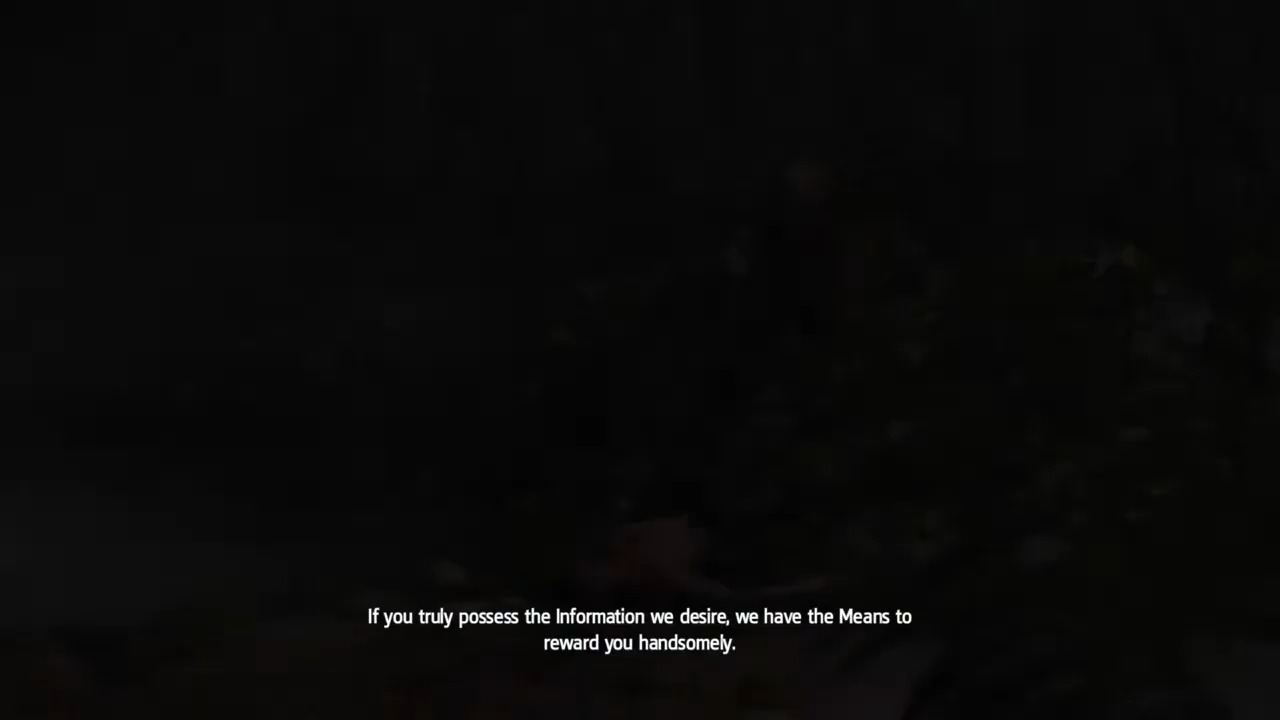 If you truly possess the Information we desire, we have the Means to
reward you handsomely.